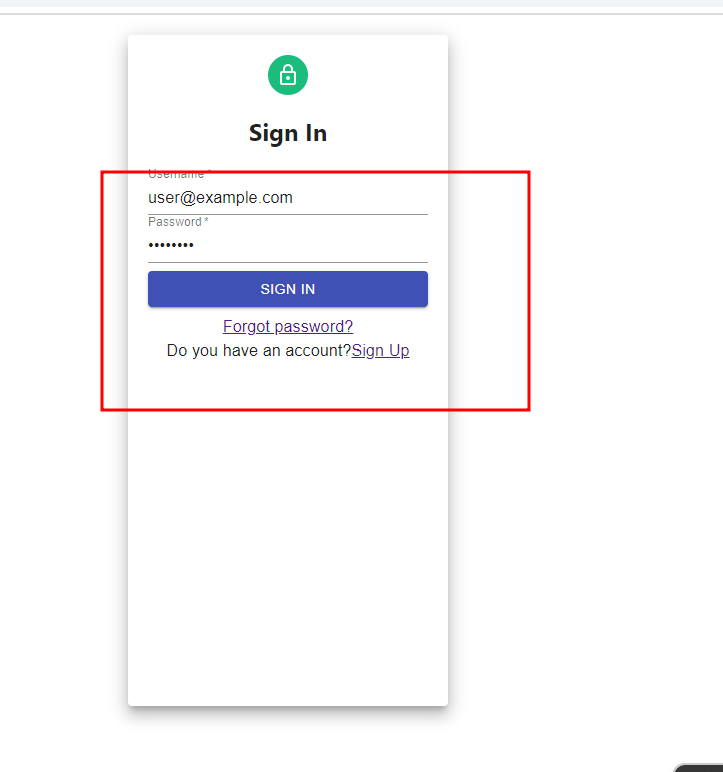 Sign In
Username *
user@example.com
Password *
••••••••
SIGN IN
Forgot password?
Do you have an account?Sign Up